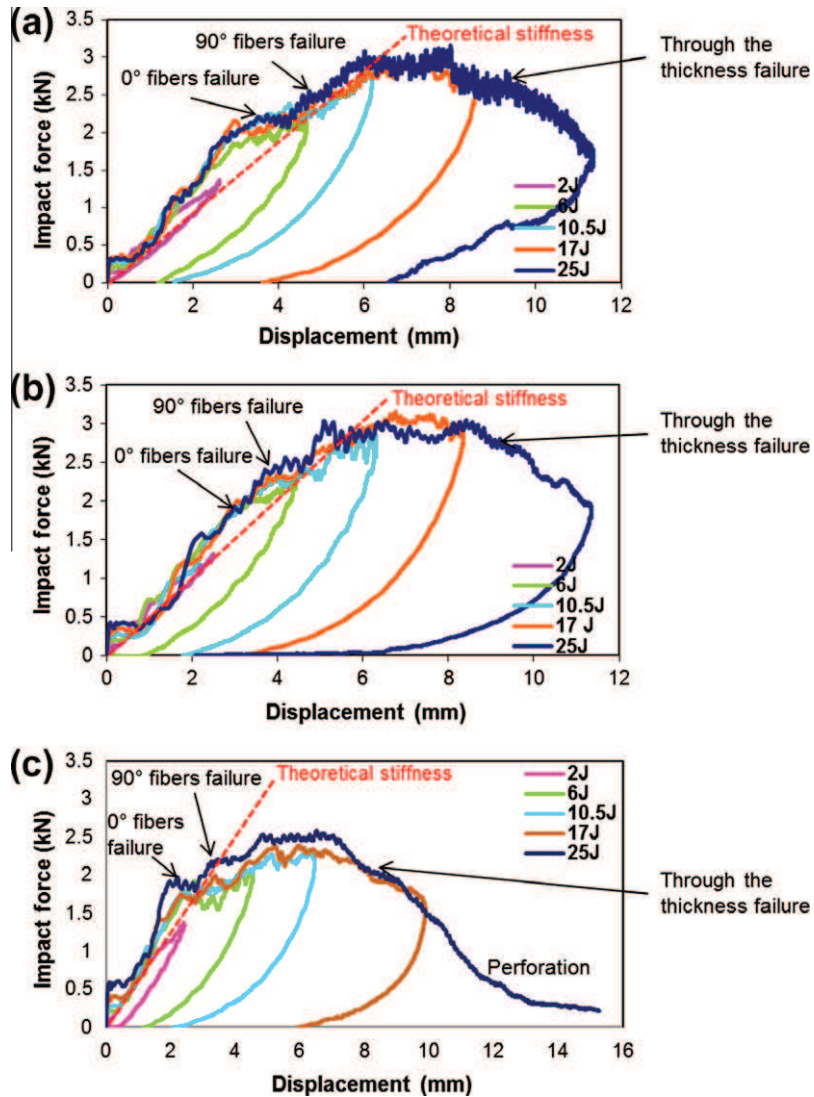 (a)
3.5
3
2.5
2
1.5
1
0.5
0
Impact force (kN)
90° fibers failure
0° fibers failure
Theoretical stiffness
Through the
thickness failure
2J
6J
10.5J
17J
25J
0 2 4 6 8 10 12
Displacement (mm)
(b)
3.5
3
2.5
2
1.5
1
0.5
0
Impact force (kN)
90° fibers failure
0° fibers failure
Theoretical stiffness
Through the
thickness failure
2J
6J
10.5J
17 J
25J
0 2 4 6 8 10 12
Displacement (mm)
(c)
3.5
3
2.5
2
1.5
1
0.5
0
Impact force (kN)
90° fibers failure
0° fibers
failure
Theoretical stiffness
2J
6J
10.5J
17J
25J
Through the
thickness failure
Perforation
0 2 4 6 8 10 12 14 16
Displacement (mm)